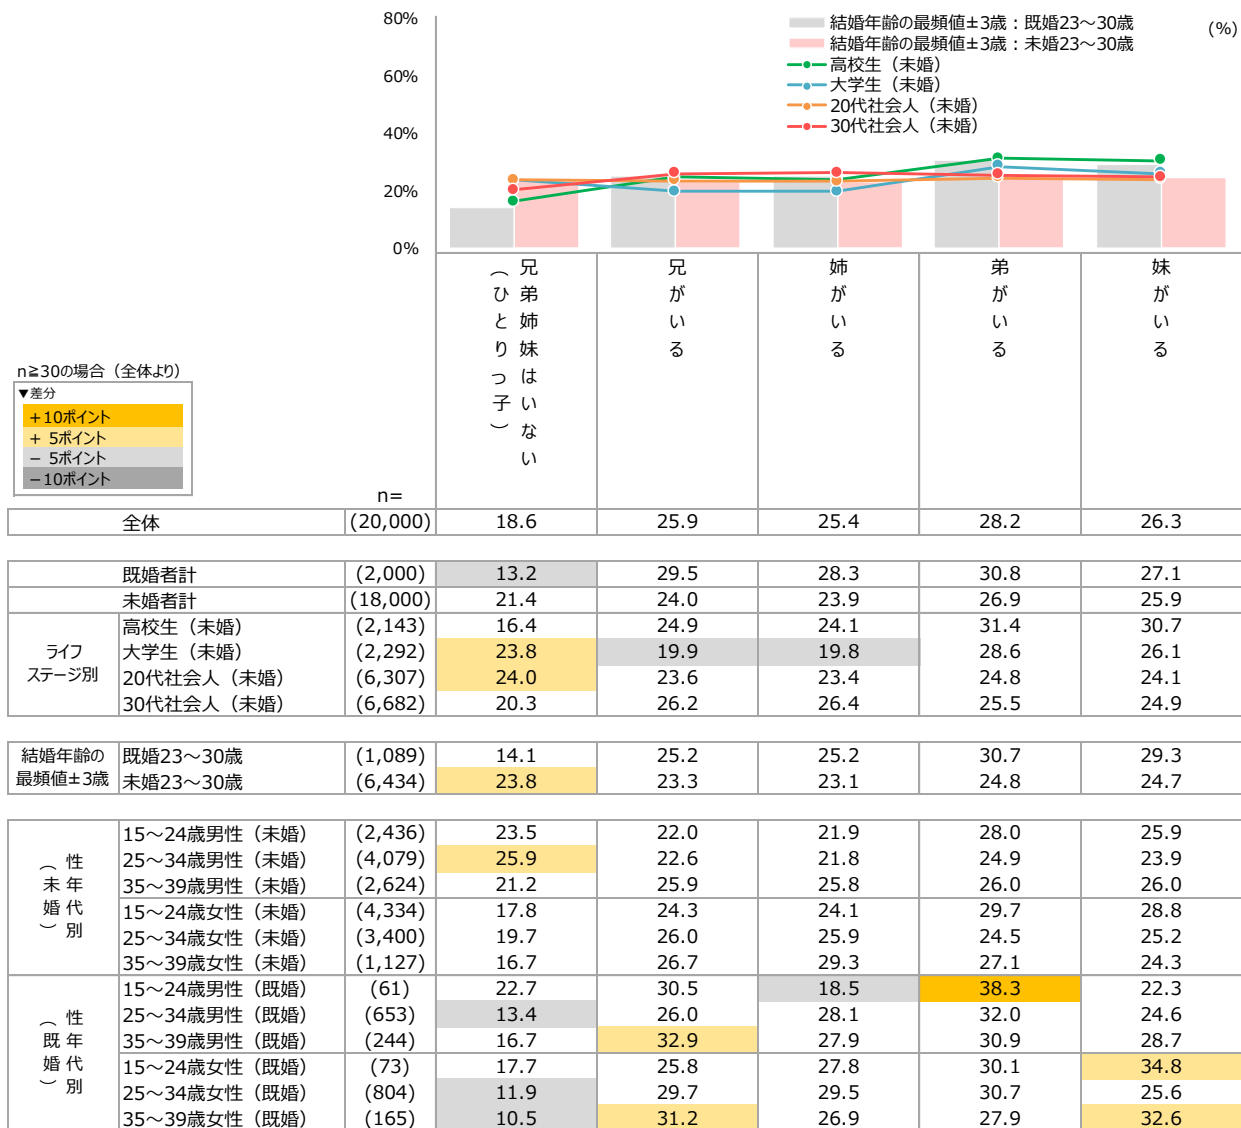 80%
60%
40%
20%
0%
結婚年齢の最頻値±3歳：既婚23～30歳
結婚年齢の最頻値±3歳：未婚23～30歳
高校生（未婚）
大学生（未婚）
20代社会人（未婚）
30代社会人（未婚）
(%)
兄弟姉妹はいない
（ひとりっ子）
兄がいる
姉がいる
弟がいる
妹がいる
n≧30の場合（全体より）
▼差分
＋10ポイント
＋ 5ポイント
－ 5ポイント
－10ポイント
n=
全体 (20,000) 18.6 25.9 25.4 28.2 26.3
既婚者計 (2,000) 13.2 29.5 28.3 30.8 27.1
未婚者計 (18,000) 21.4 24.0 23.9 26.9 25.9
ライフ
ステージ別
高校生（未婚） (2,143) 16.4 24.9 24.1 31.4 30.7
大学生（未婚） (2,292) 23.8 19.9 19.8 28.6 26.1
20代社会人（未婚） (6,307) 24.0 23.6 23.4 24.8 24.1
30代社会人（未婚） (6,682) 20.3 26.2 26.4 25.5 24.9
結婚年齢の
最頻値±3歳
既婚23～30歳 (1,089) 14.1 25.2 25.2 30.7 29.3
未婚23～30歳 (6,434) 23.8 23.3 23.1 24.8 24.7
性年代別
（未婚）
15～24歳男性（未婚） (2,436) 23.5 22.0 21.9 28.0 25.9
25～34歳男性（未婚） (4,079) 25.9 22.6 21.8 24.9 23.9
35～39歳男性（未婚） (2,624) 21.2 25.9 25.8 26.0 26.0
15～24歳女性（未婚） (4,334) 17.8 24.3 24.1 29.7 28.8
25～34歳女性（未婚） (3,400) 19.7 26.0 25.9 24.5 25.2
35～39歳女性（未婚） (1,127) 16.7 26.7 29.3 27.1 24.3
性年代別
（既婚）
15～24歳男性（既婚） (61) 22.7 30.5 18.5 38.3 22.3
25～34歳男性（既婚） (653) 13.4 26.0 28.1 32.0 24.6
35～39歳男性（既婚） (244) 16.7 32.9 27.9 30.9 28.7
15～24歳女性（既婚） (73) 17.7 25.8 27.8 30.1 34.8
25～34歳女性（既婚） (804) 11.9 29.7 29.5 30.7 25.6
35～39歳女性（既婚） (165) 10.5 31.2 26.9 27.9 32.6